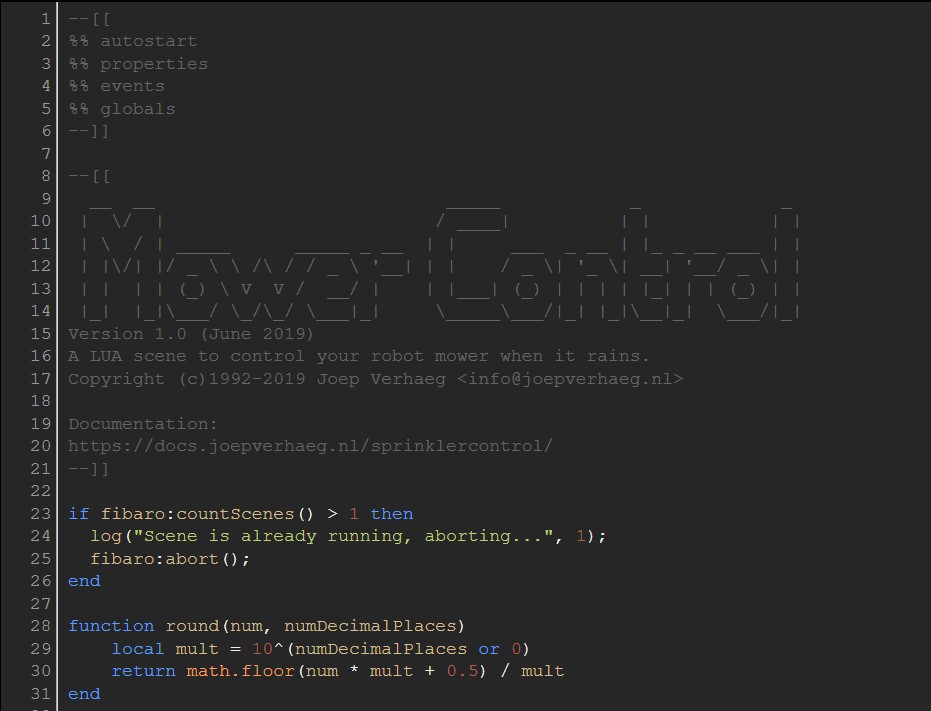 1 --[[
2 %% autostart
3 %% properties
4 %% events
5 %% globals
6 --]]
7
8 --[[
9
10
11
12
13
14
Mower Control
15 Version 1.0 (June 2019)
16 A LUA scene to control your robot mower when it rains.
17 Copyright (c)1992-2019 Joep Verhaeg <info@joepverhaeg.nl>
18
19 Documentation:
20 https://docs.joepverhaeg.nl/sprinklercontrol/
21 --]]
22
23 if fibaro:countScenes() > 1 then
24   log("Scene is already running, aborting...", 1);
25   fibaro:abort();
26 end
27
28 function round(num, numDecimalPlaces)
29     local mult = 10^(numDecimalPlaces or 0)
30     return math.floor(num * mult + 0.5) / mult
31 end